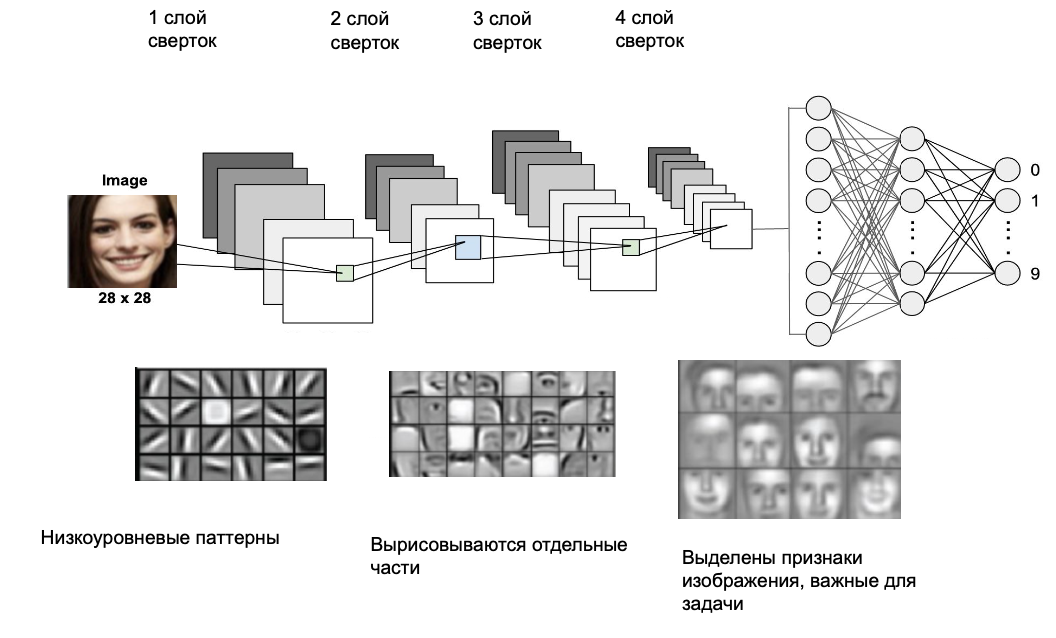 1 слой
сверток
2 слой
сверток
3 слой
сверток
4 слой
сверток
Image
28 x 28
0
1
9
Низкоуровневые паттерны
Вырисовываются отдельные
части
Выделены признаки
изображения, важные для
задачи